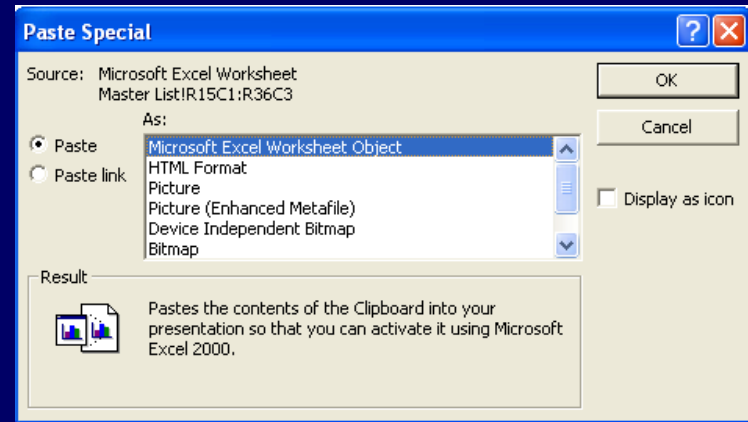 Paste Special
Source: Microsoft Excel Worksheet
Master List!R15C1:R36C3
As:
Paste
Paste link
Microsoft Excel Worksheet Object
HTML Format
Picture
Picture (Enhanced Metafile)
Device Independent Bitmap
Bitmap
OK
Cancel
Display as icon
Result
Pastes the contents of the Clipboard into your
presentation so that you can activate it using Microsoft
Excel 2000.